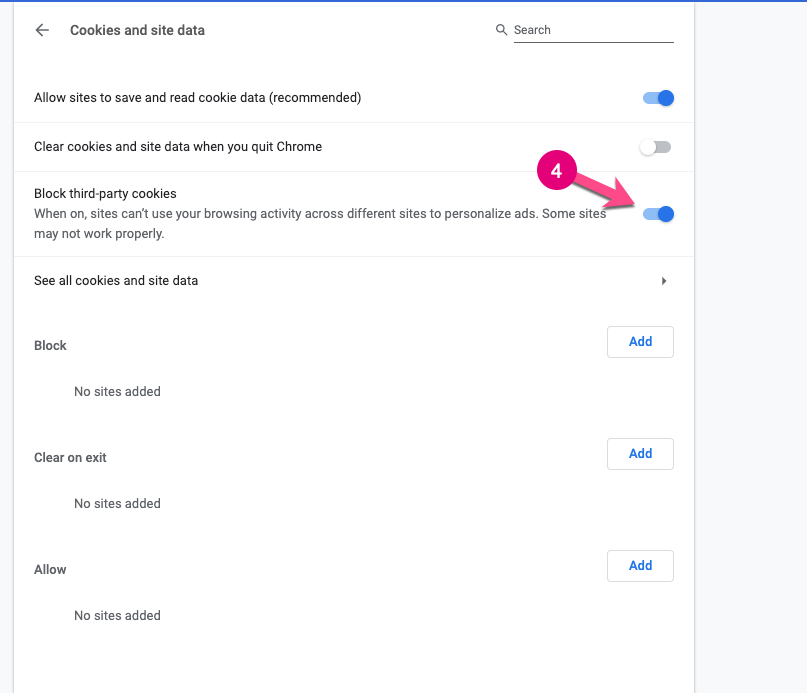 Cookies and site data
Search
Allow sites to save and read cookie data (recommended)
Clear cookies and site data when you quit Chrome
4
Block third-party cookies
When on, sites can't use your browsing activity across different sites to personalize ads. Some sites
may not work properly.
See all cookies and site data
Block
Add
No sites added
Clear on exit
Add
No sites added
Allow
Add
No sites added